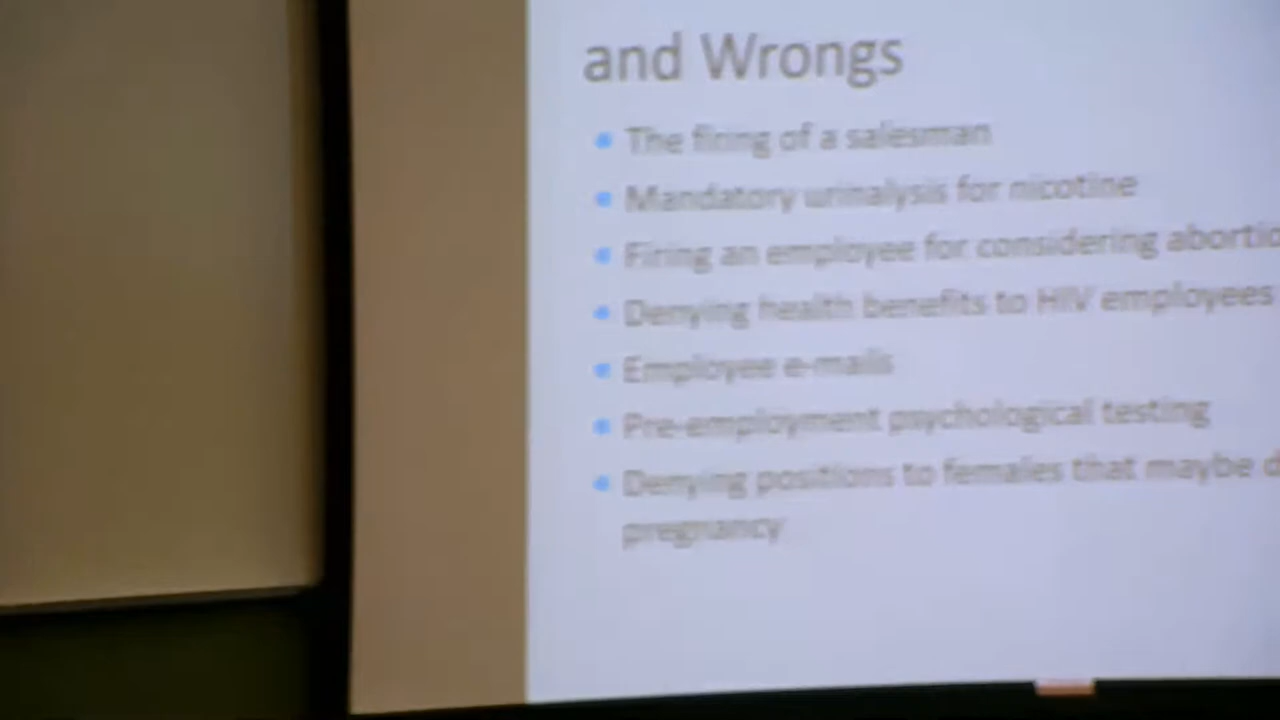 and Wrongs
The firing of a salesman
Mandatory urinalysis for nicotine
Firing an employee for considering abortio
Denying health benefits to HIV employees
Employee e-mails
Pre-employment psychological testing
Denying positions to females that maybe d
pregnancy